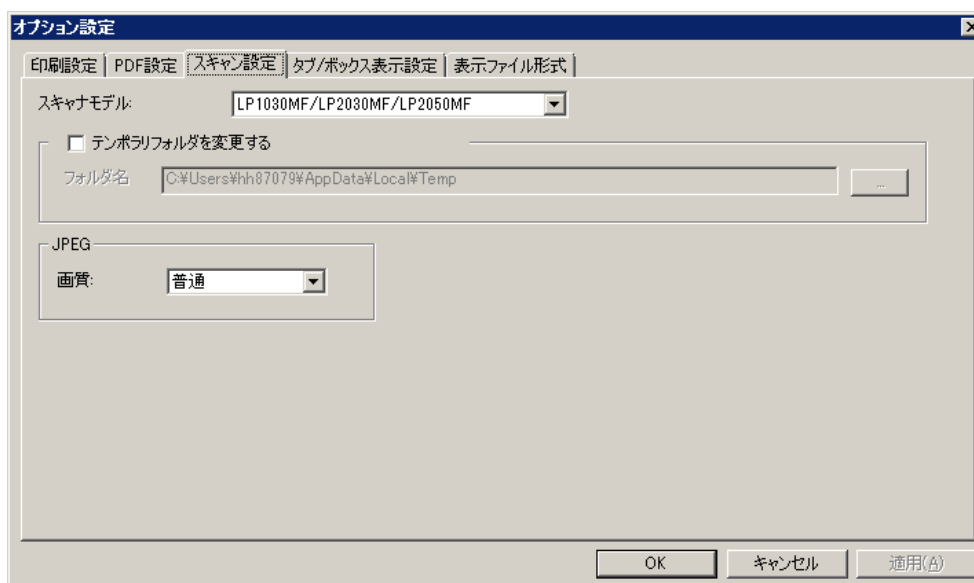 オプション設定
印刷設定 PDF設定 スキャン設定 タブ/ボックス表示設定 表示ファイル形式
スキャナモデル: LP1030MF/LP2030MF/LP2050MF
テンポラリフォルダを変更する
フォルダ名 C:¥Users¥hh87079¥AppData¥Local¥Temp ...
JPEG
画質: 普通
OK キャンセル 適用(A)